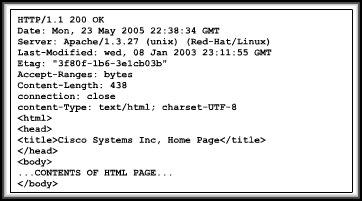 HTTP/1.1 200 OK
Date: Mon, 23 May 2005 22:38:34 GMT
Server: Apache/1.3.27 (unix) (Red-Hat/Linux)
Last-Modified: wed, 08 Jan 2003 23:11:55 GMT
Etag: "3f80f-1b6-3e1cb03b"
Accept-Ranges: bytes
Content-Length: 438
connection: close
content-Type: text/html; charset-UTF-8
<html>
<head>
<title>Cisco Systems Inc, Home Page</title>
</head>
<body>
...CONTENTS OF HTML PAGE...
</body>